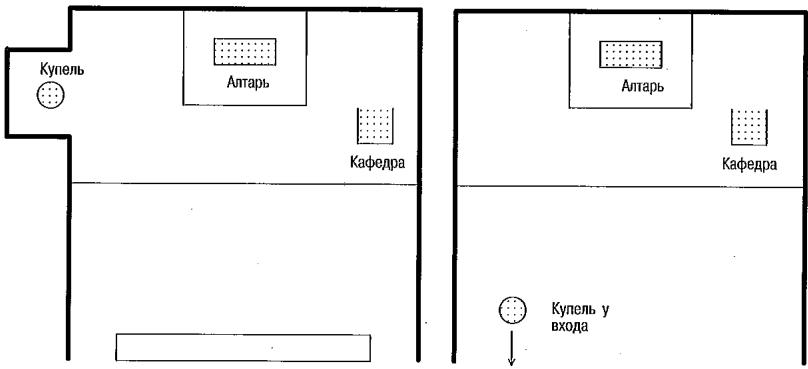 Купель
Алтарь
Кафедра
Алтарь
Кафедра
Купель у
входа